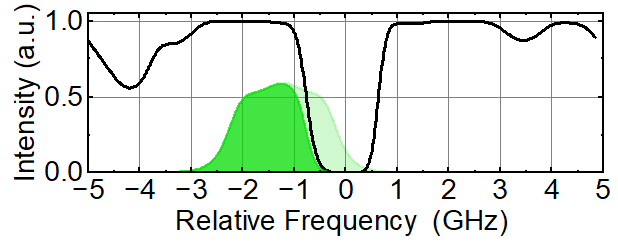 Intensity (a.u.)
1.0
0.5
0.0
−5 −4 −3 −2 −1 0 1 2 3 4 5
Relative Frequency (GHz)